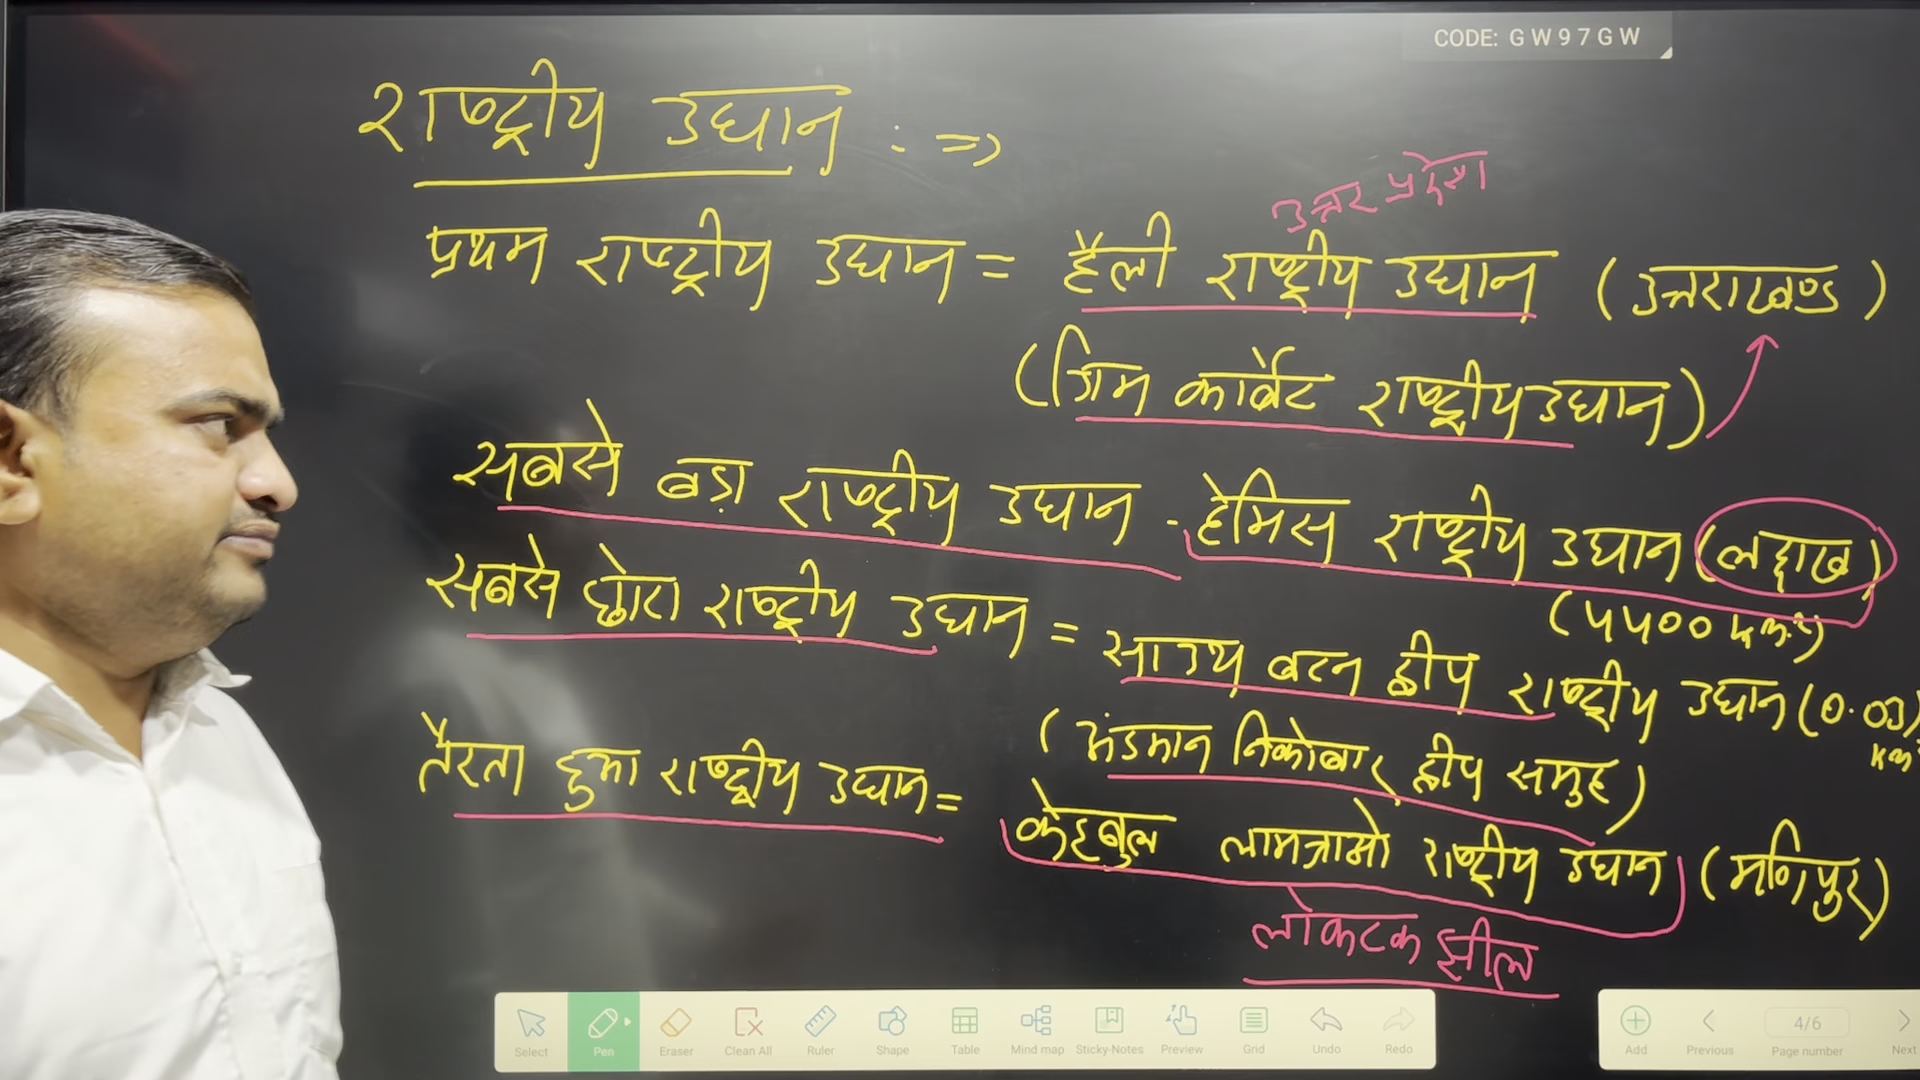 CODE: GW97GW
राष्ट्रीय उद्यान : =>
उत्तर प्रदेश
प्रथम राष्ट्रीय उद्यान = हैली राष्ट्रीय उद्यान (उत्तराखण्ड)
(जिम कार्बेट राष्ट्रीय उद्यान)
सबसे बड़ा राष्ट्रीय उद्यान - हेमिस राष्ट्रीय उद्यान (लद्दाख)
(4400 km²)
सबसे छोटा राष्ट्रीय उद्यान = साउथ बटन द्वीप राष्ट्रीय उद्यान (0.03)
km²
(अंडमान निकोबार द्वीप समुह)
तैरता हुआ राष्ट्रीय उद्यान = केइबुल लामजामो राष्ट्रीय उद्यान (मणिपुर)
लोकटक झील
Select Pen Eraser Clean All Ruler Shape Table Mind map Sticky-Notes Preview Grid Undo Redo
Add Previous 4/6 Page number Next